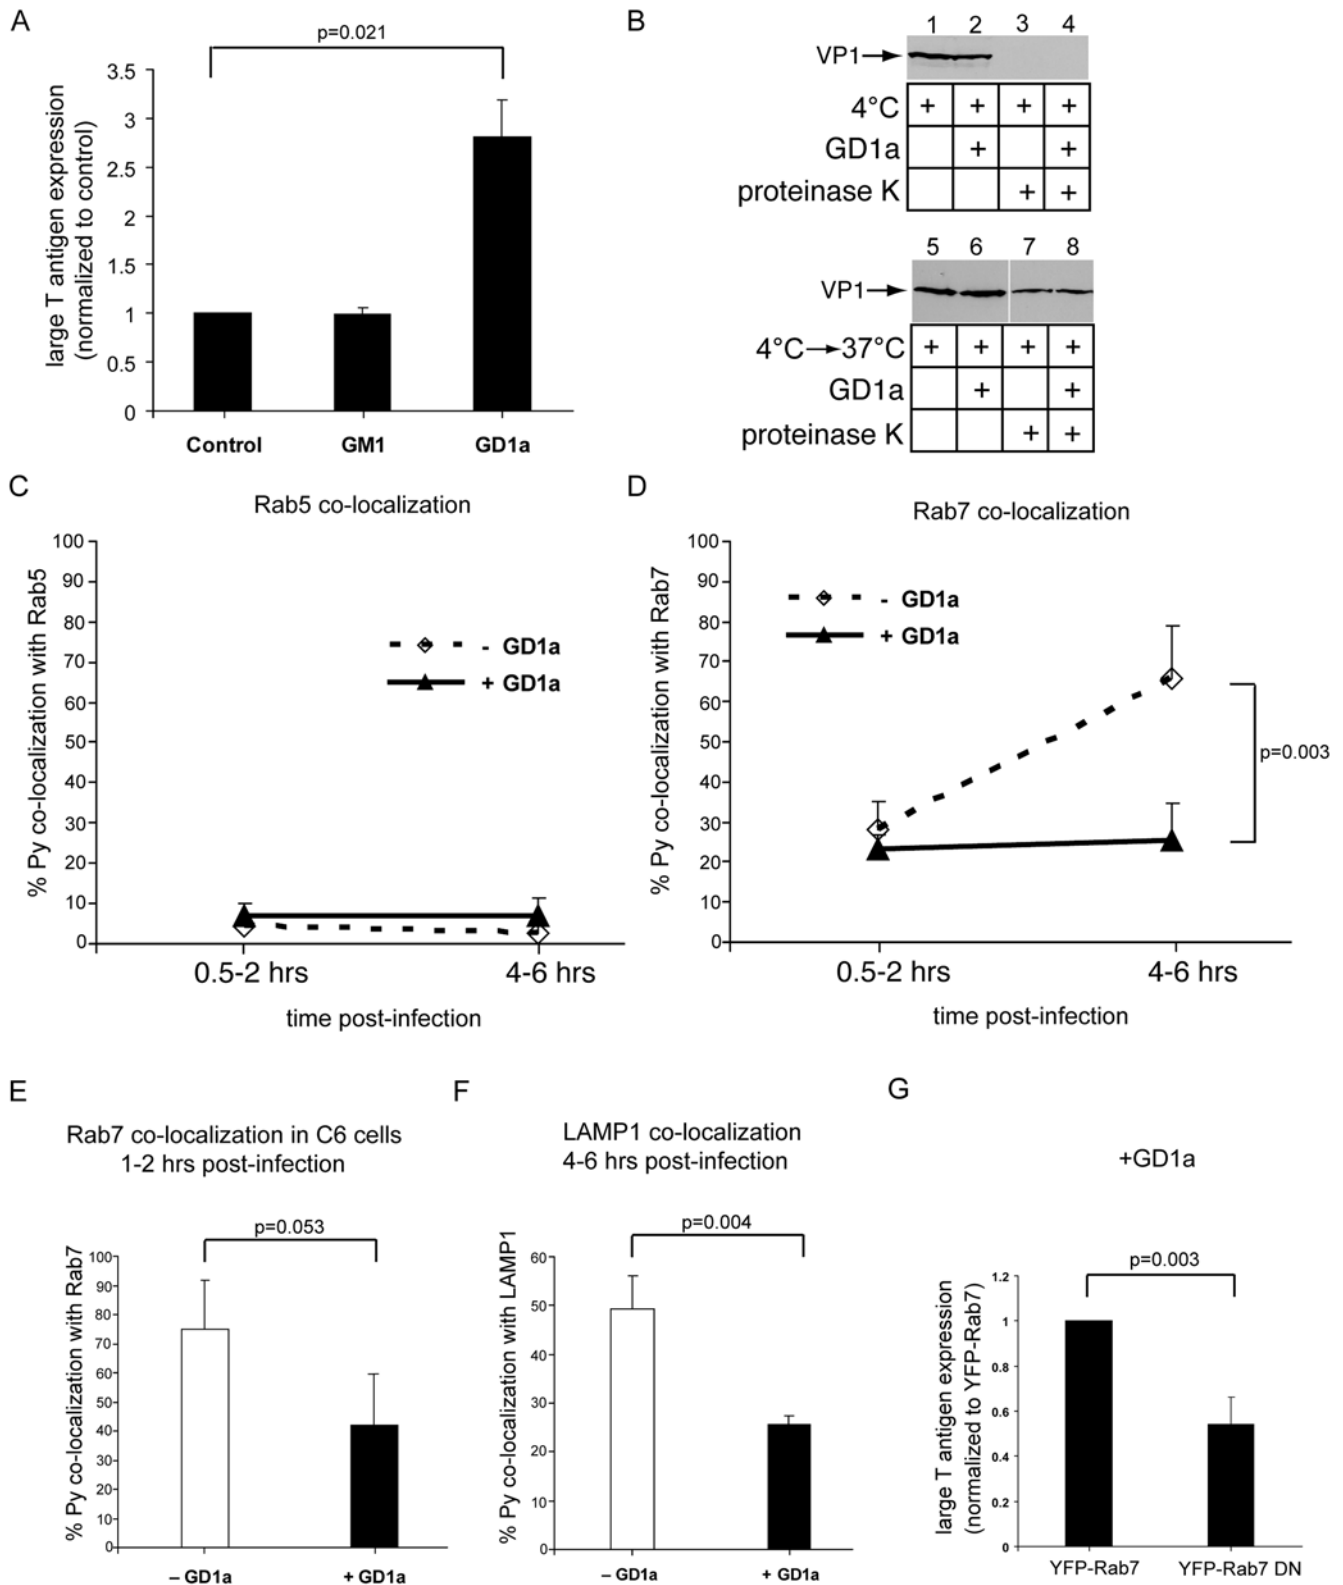 A
p=0.021
large T antigen expression
(normalized to control)
3.5
3
2.5
2
1.5
1
0.5
0
Control GM1 GD1a
B
1 2 3 4
VP1
4°C + + + +
GD1a + +
proteinase K + +
5 6 7 8
VP1
4°C→37°C + + + +
GD1a + +
proteinase K + +
C
Rab5 co-localization
% Py co-localization with Rab5
100
90
80
70
60
50
40
30
20
10
0
- GD1a
+ GD1a
0.5-2 hrs 4-6 hrs
time post-infection
D
Rab7 co-localization
% Py co-localization with Rab7
100
90
80
70
60
50
40
30
20
10
0
- GD1a
+ GD1a
p=0.003
0.5-2 hrs 4-6 hrs
time post-infection
E
Rab7 co-localization in C6 cells
1-2 hrs post-infection
p=0.053
% Py co-localization with Rab7
100
90
80
70
60
50
40
30
20
10
0
– GD1a + GD1a
F
LAMP1 co-localization
4-6 hrs post-infection
p=0.004
% Py co-localization with LAMP1
60
50
40
30
20
10
0
– GD1a + GD1a
G
+GD1a
p=0.003
large T antigen expression
(normalized to YFP-Rab7)
1.2
1
0.8
0.6
0.4
0.2
0
YFP-Rab7 YFP-Rab7 DN